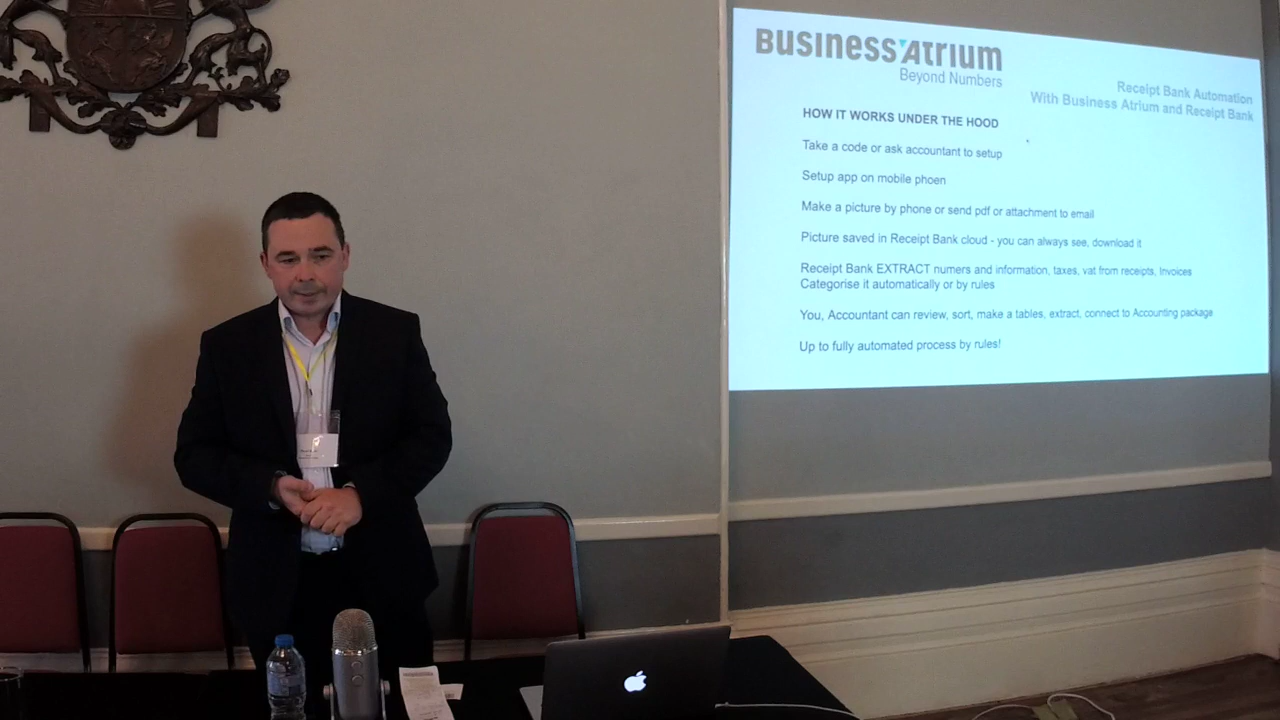 BUSINESS ATRIUM
Beyond Numbers
Receipt Bank Automation
With Business Atrium and Receipt Bank
HOW IT WORKS UNDER THE HOOD
Take a code or ask accountant to setup
Setup app on mobile phoen
Make a picture by phone or send pdf or attachment to email
Picture saved in Receipt Bank cloud - you can always see, download it
Receipt Bank EXTRACT numers and information, taxes, vat from receipts, Invoices
Categorise it automatically or by rules
You, Accountant can review, sort, make a tables, extract, connect to Accounting package
Up to fully automated process by rules!